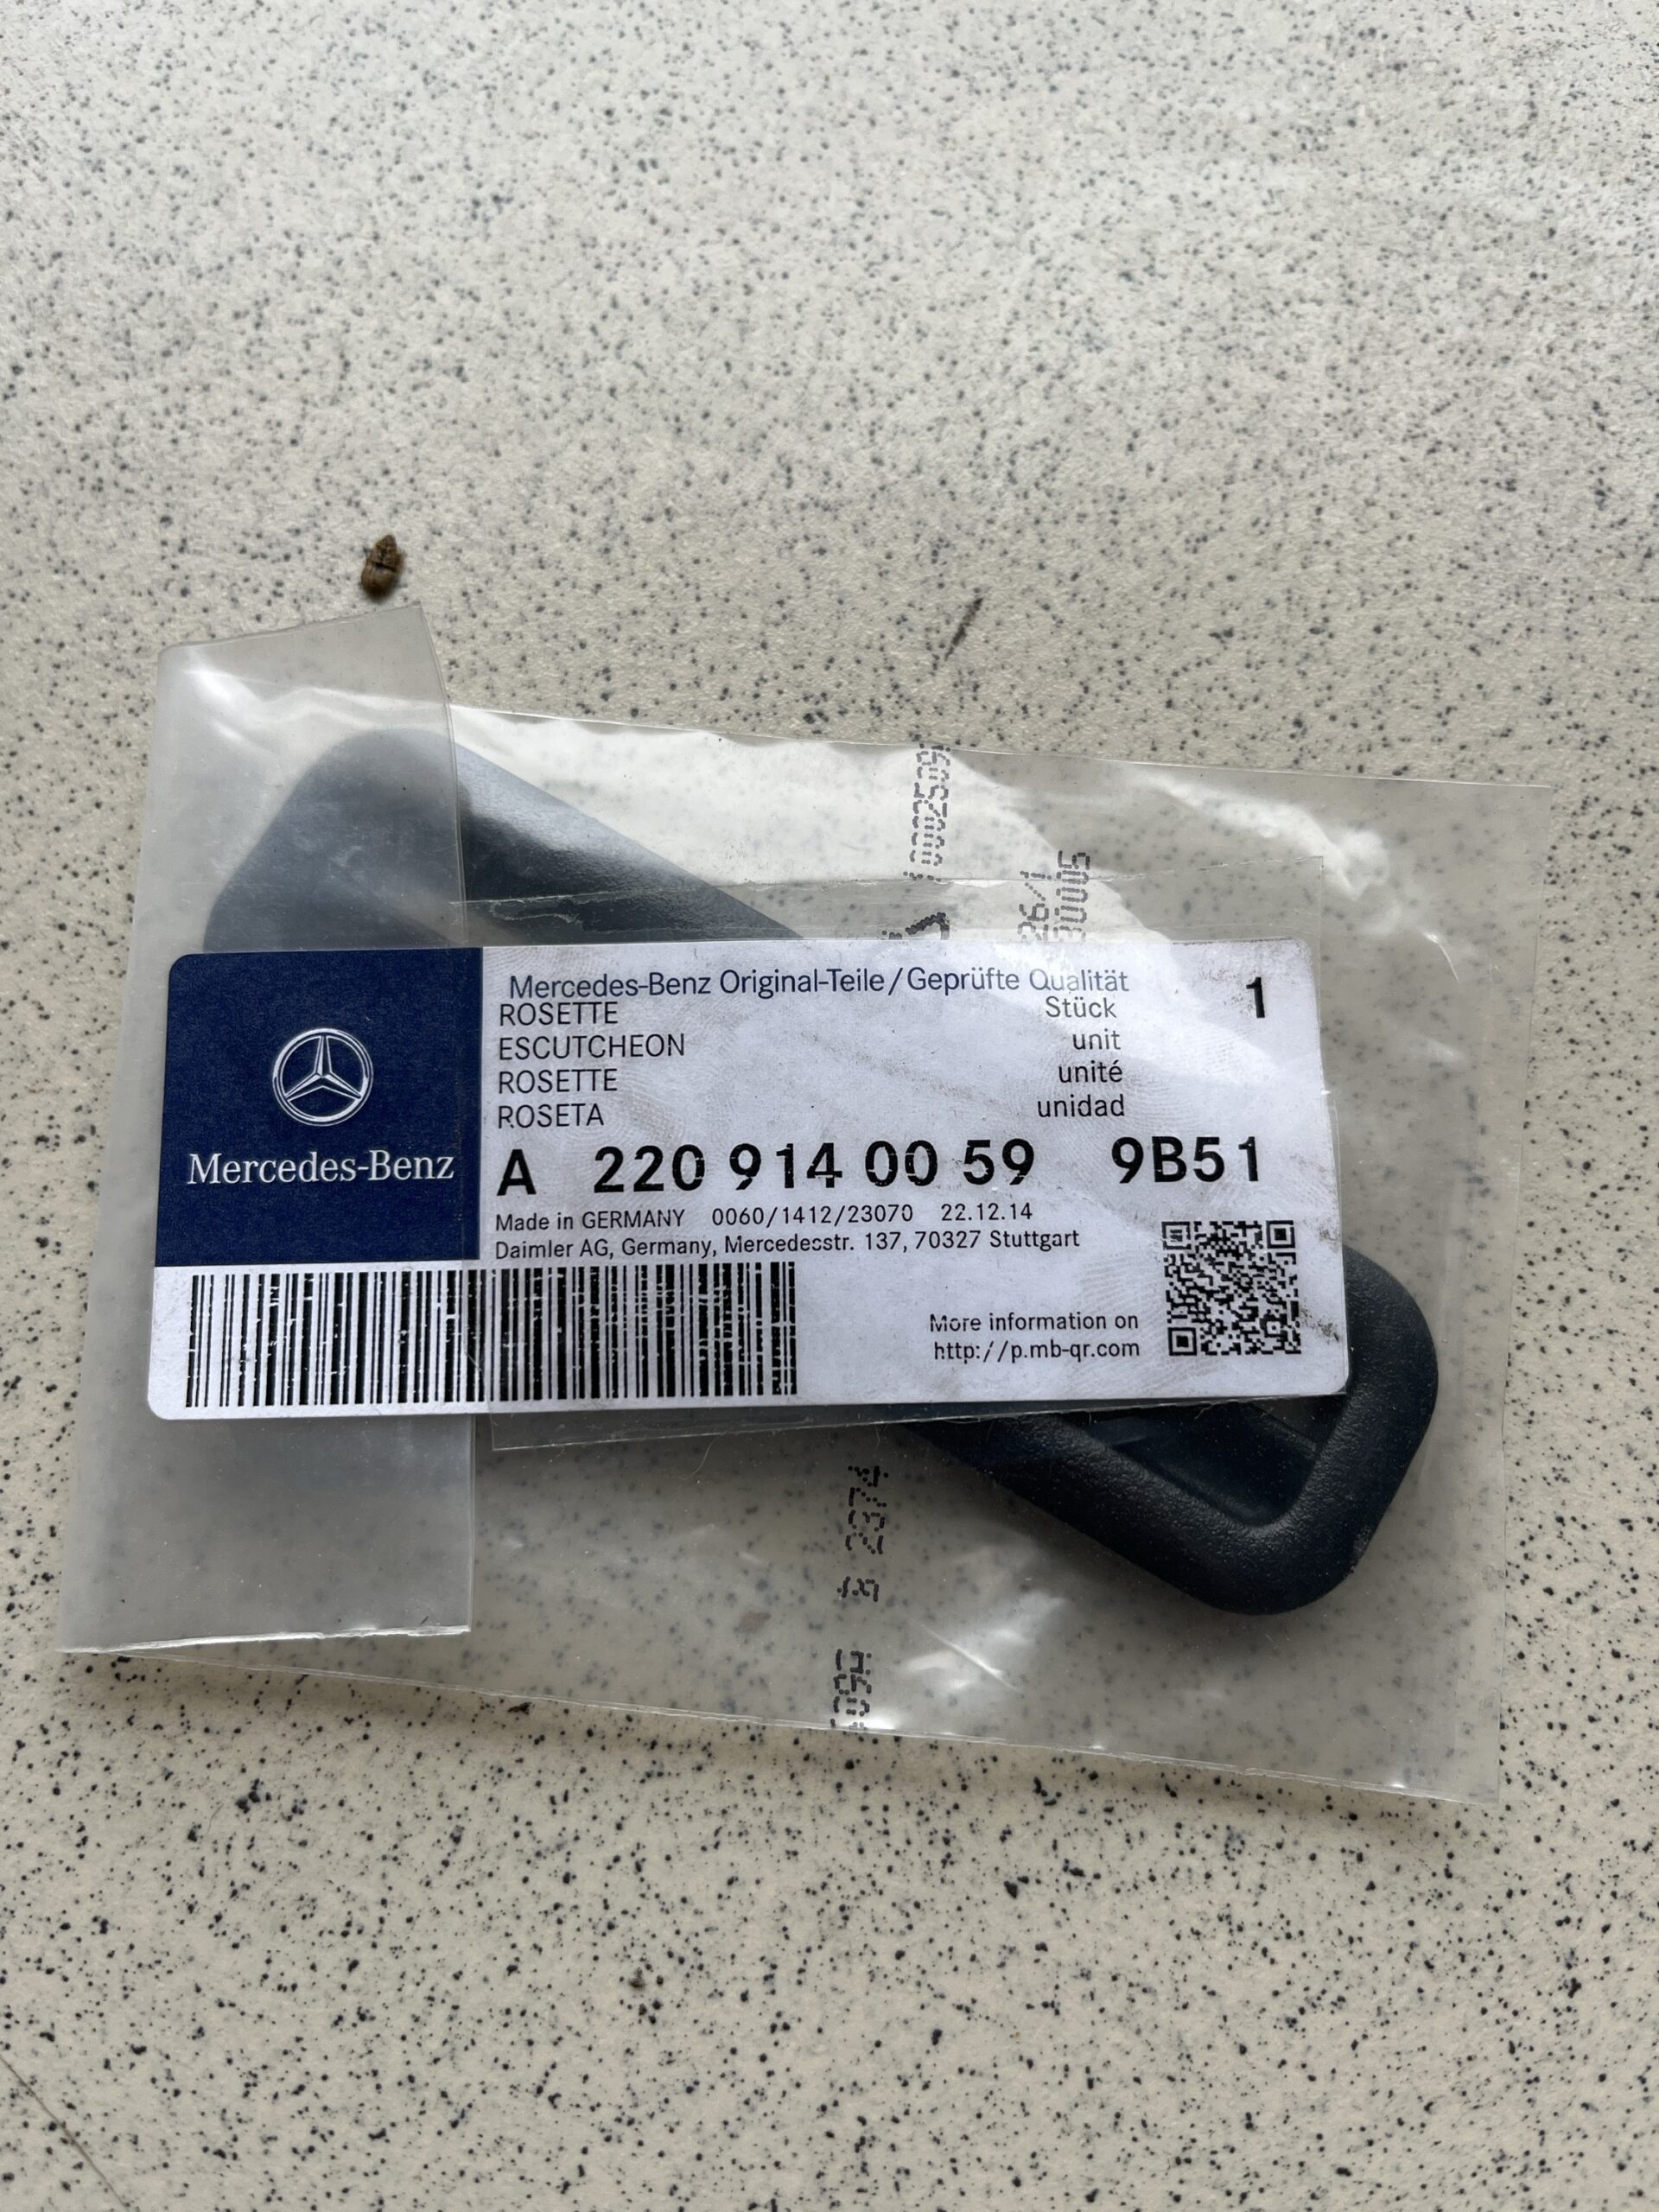 Mercedes-Benz
Mercedes-Benz Original-Teile/Geprüfte Qualität
ROSETTE Stück 1
ESCUTCHEON unit
ROSETTE unité
ROSETA unidad
A 220 914 00 59 9B51
Made in GERMANY 0060/1412/23070 22.12.14
Daimler AG, Germany, Mercedesstr. 137, 70327 Stuttgart
More information on
http://p.mb-qr.com
2374